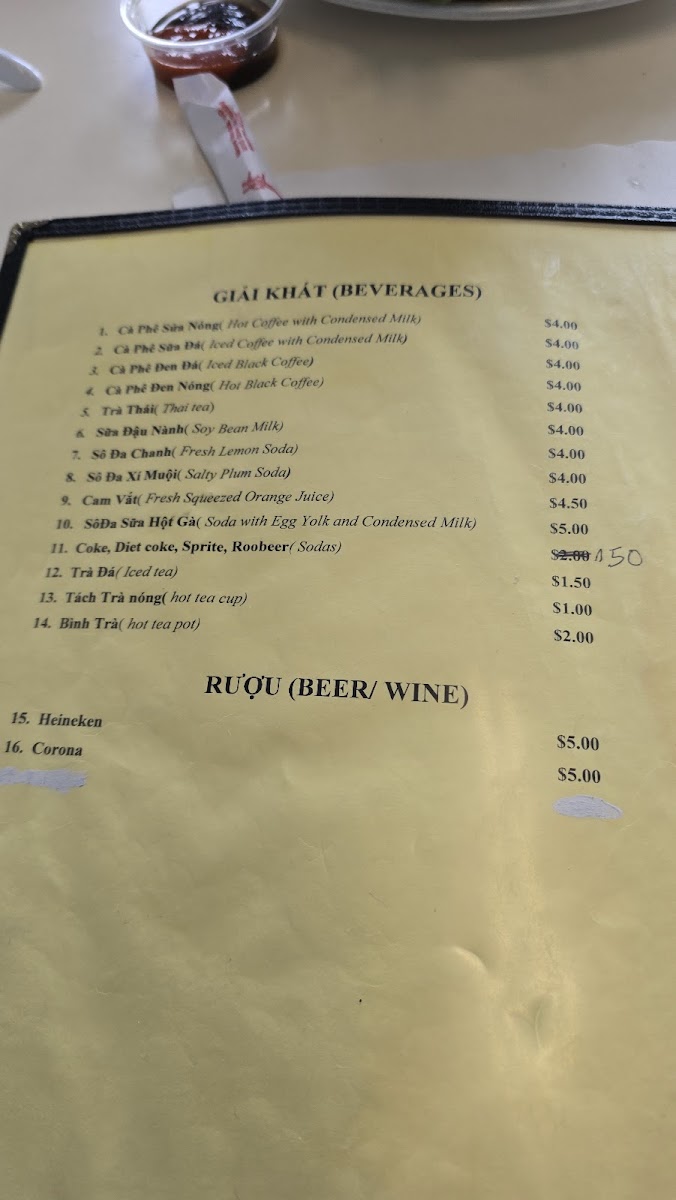 GIẢI KHÁT (BEVERAGES)
1. Cà Phê Sữa Nóng( Hot Coffee with Condensed Milk) $4.00
2. Cà Phê Sữa Đá( Iced Coffee with Condensed Milk) $4.00
3. Cà Phê Đen Đá( Iced Black Coffee) $4.00
4. Cà Phê Đen Nóng( Hot Black Coffee) $4.00
5. Trà Thái( Thai tea) $4.00
6. Sữa Đậu Nành( Soy Bean Milk) $4.00
7. Sô Đa Chanh( Fresh Lemon Soda) $4.00
8. Sô Đa Xí Muội( Salty Plum Soda) $4.00
9. Cam Vắt( Fresh Squeezed Orange Juice) $4.50
10. SôĐa Sữa Hột Gà( Soda with Egg Yolk and Condensed Milk) $5.00
11. Coke, Diet coke, Sprite, Roobeer( Sodas) $2.00 150
12. Trà Đá( Iced tea) $1.50
13. Tách Trà nóng( hot tea cup) $1.00
14. Bình Trà( hot tea pot) $2.00
RƯỢU (BEER/ WINE)
15. Heineken $5.00
16. Corona $5.00